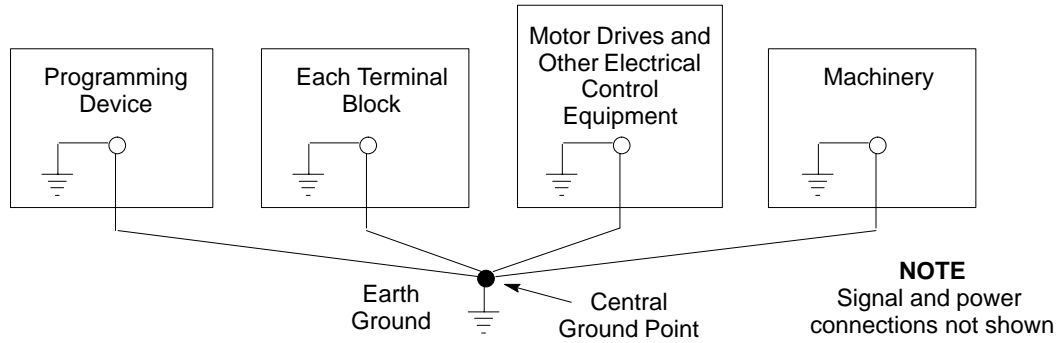 Programming
Device
Each Terminal
Block
Motor Drives and
Other Electrical
Control
Equipment
Machinery
Earth
Ground
Central
Ground Point
NOTE
Signal and power
connections not shown